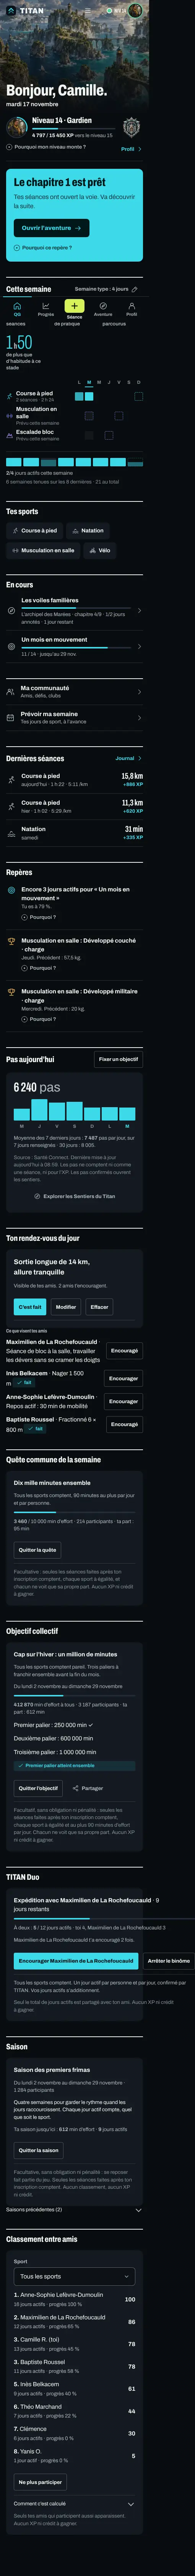 TITAN
Bonjour, Camille.
mardi 17 novembre
Niveau 14 · Gardien
4 797 / 15 450 XP vers le niveau 15
Pourquoi mon niveau monte ?
Profil
Le chapitre 1 est prêt
Tes séances ont ouvert la voie. Va découvrir
la suite.
Ouvrir l'aventure
Pourquoi ce repère ?
Cette semaine
Semaine type : 4 jours
QG
Progrès
Séance
Aventure
Profil
séances
de pratique
parcourus
1h50
de plus que
d'habitude à ce
stade
L M M J V S D
Course à pied
2 séances · 2 h 26
Musculation en
salle
Prévu cette semaine
Escalade bloc
Prévu cette semaine
2/4 jours actifs cette semaine
6 semaines tenues sur les 8 dernières · 21 au total
Tes sports
Course à pied
Natation
Musculation en salle
Vélo
En cours
Les voiles familières
L'archipel des Marées · chapitre 4/9 · 1/2 jours
annotés · 1 jour restant
Un mois en mouvement
11 / 14 · jusqu'au 29 nov.
Ma communauté
Amis, défis, clubs
Prévoir ma semaine
Tes jours de sport, à l'avance
Dernières séances
Journal
Course à pied
aujourd'hui · 1 h 22 · 5:11 /km
15,8 km
+886 XP
Course à pied
hier · 1 h 02 · 5:29 /km
11,3 km
+620 XP
Natation
samedi
31 min
+335 XP
Repères
Encore 3 jours actifs pour « Un mois en
mouvement »
Tu es à 79 %.
Pourquoi ?
Musculation en salle : Développé couché
· charge
Jeudi. Précédent : 57,5 kg.
Pourquoi ?
Musculation en salle : Développé militaire
· charge
Mercredi. Précédent : 20 kg.
Pourquoi ?
Pas aujourd'hui
Fixer un objectif
6 240 pas
M J V S D L M
Moyenne des 7 derniers jours : 7 487 pas par jour, sur
7 jours renseignés · 30 jours : 8 005.
Source : Santé Connect. Dernière mise à jour
aujourd'hui à 08:59. Les pas ne comptent ni comme
une séance, ni pour l'XP. Les pas confirmés ouvrent
les sentiers.
Explorer les Sentiers du Titan
Ton rendez-vous du jour
Sortie longue de 14 km,
allure tranquille
Visible de tes amis. 2 amis t'encouragent.
C'est fait
Modifier
Effacer
Ce que visent tes amis
Maximilien de La Rochefoucauld ·
Séance de bloc à la salle, travailler
les dévers sans se cramer les doigts
Encouragé
Inès Belkacem · Nager 1 500
m
fait
Encourager
Anne-Sophie Lefèvre-Dumoulin ·
Repos actif : 30 min de mobilité
Encourager
Baptiste Roussel · Fractionné 6 ×
800 m
fait
Encouragé
Quête commune de la semaine
Dix mille minutes ensemble
Tous les sports comptent, 90 minutes au plus par jour
et par personne.
3 460 / 10 000 min d'effort · 214 participants · ta part :
95 min
Quitter la quête
Facultative : seules les séances faites après ton
inscription comptent, chaque sport à égalité, et
chacun ne voit que sa propre part. Aucun XP ni crédit
à gagner.
Objectif collectif
Cap sur l'hiver : un million de minutes
Tous les sports comptent pareil. Trois paliers à
franchir ensemble avant la fin du mois.
Du lundi 2 novembre au dimanche 29 novembre
412 870 min d'effort à tous · 3 187 participants · ta
part : 612 min
Premier palier : 250 000 min ✓
Deuxième palier : 600 000 min
Troisième palier : 1 000 000 min
Premier palier atteint ensemble
Quitter l'objectif
Partager
Facultatif, sans obligation ni pénalité : seules les
séances faites après ton inscription comptent,
chaque sport à égalité et au plus 90 minutes d'effort
par jour. Chacun ne voit que sa propre part. Aucun XP
ni crédit à gagner.
TITAN Duo
Expédition avec Maximilien de La Rochefoucauld · 9
jours restants
À deux : 5 / 12 jours actifs · toi 4, Maximilien de La Rochefoucauld 3
Maximilien de La Rochefoucauld t'a encouragé 2 fois.
Encourager Maximilien de La Rochefoucauld
Arrêter le binôme
Tous les sports comptent. Un jour actif par personne et par jour, confirmé par
TITAN. Vos jours actifs s'additionnent.
Seul le total de jours actifs est partagé avec ton ami. Aucun XP ni crédit
à gagner.
Saison
Saison des premiers frimas
Du lundi 2 novembre au dimanche 29 novembre ·
1 284 participants
Quatre semaines pour garder le rythme quand les
jours raccourcissent. Chaque jour actif compte, quel
que soit le sport.
Ta saison jusqu'ici : 612 min d'effort · 9 jours actifs
Quitter la saison
Facultative, sans obligation ni pénalité : se reposer
fait partie du jeu. Seules les séances faites après ton
inscription comptent. Aucun classement, aucun XP
ni crédit.
Saisons précédentes (2)
Classement entre amis
Sport
Tous les sports
1. Anne-Sophie Lefèvre-Dumoulin
16 jours actifs · progrès 100 %
100
2. Maximilien de La Rochefoucauld
12 jours actifs · progrès 85 %
86
3. Camille R. (toi)
13 jours actifs · progrès 45 %
78
3. Baptiste Roussel
11 jours actifs · progrès 58 %
78
5. Inès Belkacem
9 jours actifs · progrès 40 %
61
6. Théo Marchand
7 jours actifs · progrès 22 %
44
7. Clémence
6 jours actifs · progrès 0 %
30
8. Yanis O.
1 jour actif · progrès 0 %
5
Ne plus participer
Comment c'est calculé
Seuls tes amis qui participent aussi apparaissent.
Aucun XP ni crédit à gagner.